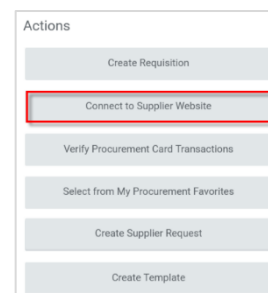 Actions
Create Requisition
Connect to Supplier Website
Verify Procurement Card Transactions
Select from My Procurement Favorites
Create Supplier Request
Create Template